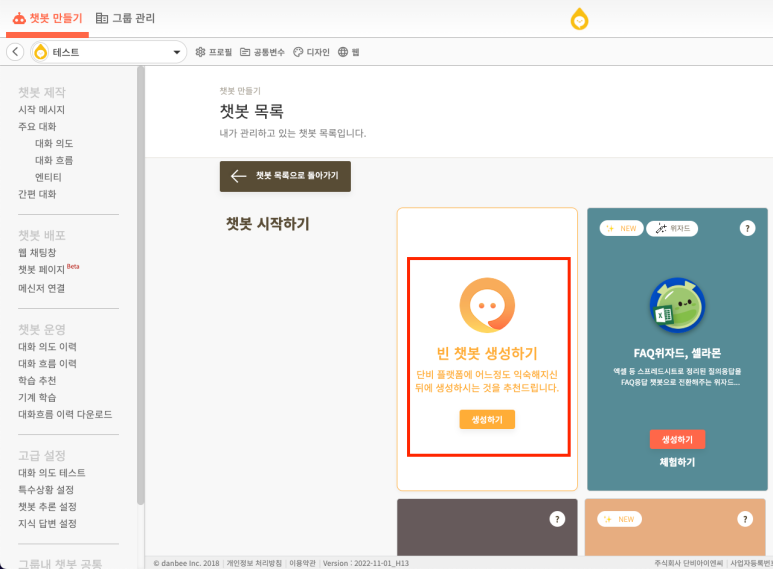 챗봇 만들기 그룹 관리
테스트 프로필 공통변수 디자인 웹
챗봇 제작
시작 메시지
주요 대화
대화 의도
대화 흐름
엔티티
간편 대화
챗봇 배포
웹 채팅창
챗봇 페이지 Beta
메신저 연결
챗봇 운영
대화 의도 이력
대화 흐름 이력
학습 추천
기계 학습
대화흐름 이력 다운로드
고급 설정
대화 의도 테스트
특수상황 설정
챗봇 추론 설정
지식 답변 설정
그룹내 챗봇 공통
챗봇 만들기
챗봇 목록
내가 관리하고 있는 챗봇 목록입니다.
챗봇 목록으로 돌아가기
챗봇 시작하기
빈 챗봇 생성하기
단비 플랫폼에 어느정도 익숙해지신
뒤에 생성하시는 것을 추천드립니다.
생성하기
NEW 위자드 ?
FAQ위자드, 셀라몬
엑셀 등 스프레드시트로 정리된 질의응답을
FAQ응답 챗봇으로 전환해주는 위자드...
생성하기
체험하기
?
NEW ?
© danbee Inc. 2018 | 개인정보 처리방침 | 이용약관 | Version : 2022-11-01_H13 주식회사 단비아이엔씨 | 사업자등록번호